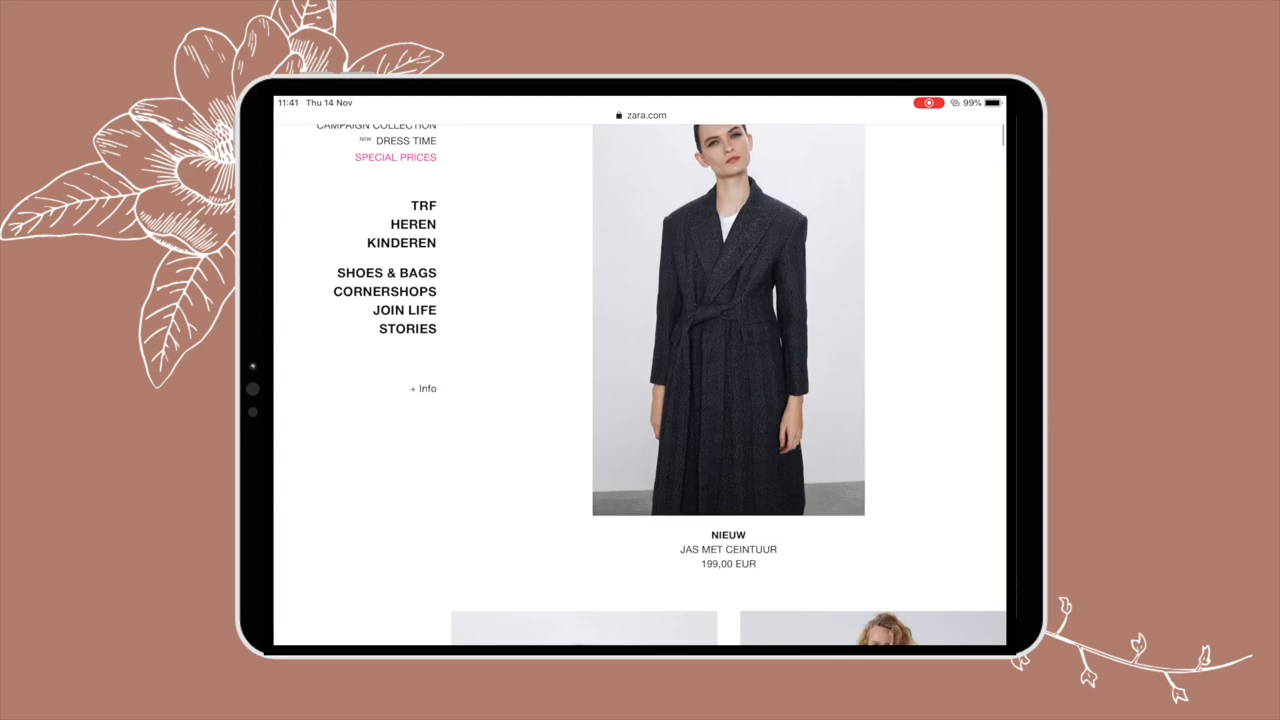 11:41 Thu 14 Nov
99%
zara.com
CAMPAIGN COLLECTION
NEW DRESS TIME
SPECIAL PRICES
TRF
HEREN
KINDEREN
SHOES & BAGS
CORNERSHOPS
JOIN LIFE
STORIES
+ Info
NIEUW
JAS MET CEINTUUR
199,00 EUR